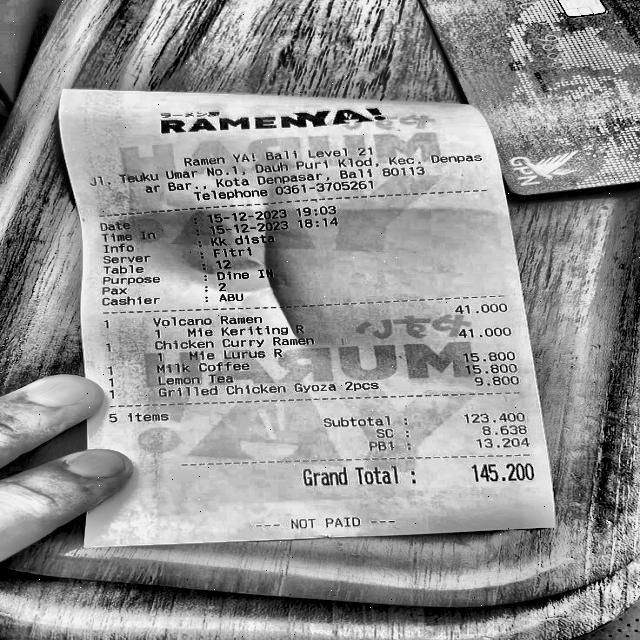 RAMENYA!
Ramen YA! Bali Level 21
Jl. Teuku Umar No.1, Dauh Puri Klod, Kec. Denpas
ar Bar., Kota Denpasar, Bali 80113
Telephone 0361-3705261
Date : 15-12-2023 19:03
Time In : 15-12-2023 18:14
Info : Kk dista
Server : Fitri
Table : 12
Purpose : Dine IN
Pax : 2
Cashier : ABU
1 Volcano Ramen 41.000
1 Mie Keriting R
1 Chicken Curry Ramen 41.000
1 Mie Lurus R
1 Milk Coffee 15.800
1 Lemon Tea 15.800
1 Grilled Chicken Gyoza 2pcs 9.800
5 items
Subtotal : 123.400
SC : 8.638
PB1 : 13.204
Grand Total : 145.200
--- NOT PAID ---
GPN